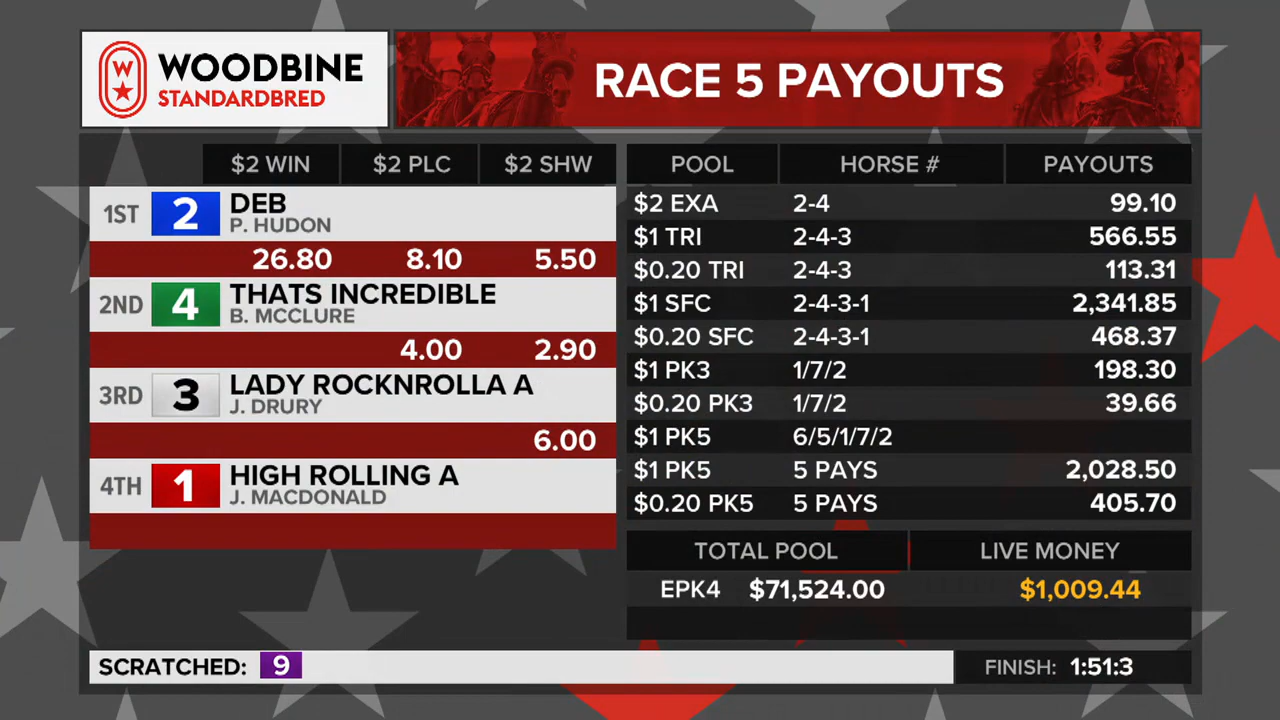 W
WOODBINE
STANDARDBRED
RACE 5 PAYOUTS
$2 WIN $2 PLC $2 SHW
1ST 2 DEB
P. HUDON
26.80 8.10 5.50
2ND 4 THATS INCREDIBLE
B. MCCLURE
4.00 2.90
3RD 3 LADY ROCKNROLLA A
J. DRURY
6.00
4TH 1 HIGH ROLLING A
J. MACDONALD
POOL HORSE # PAYOUTS
$2 EXA 2-4 99.10
$1 TRI 2-4-3 566.55
$0.20 TRI 2-4-3 113.31
$1 SFC 2-4-3-1 2,341.85
$0.20 SFC 2-4-3-1 468.37
$1 PK3 1/7/2 198.30
$0.20 PK3 1/7/2 39.66
$1 PK5 6/5/1/7/2
$1 PK5 5 PAYS 2,028.50
$0.20 PK5 5 PAYS 405.70
TOTAL POOL LIVE MONEY
EPK4 $71,524.00 $1,009.44
SCRATCHED: 9
FINISH: 1:51:3